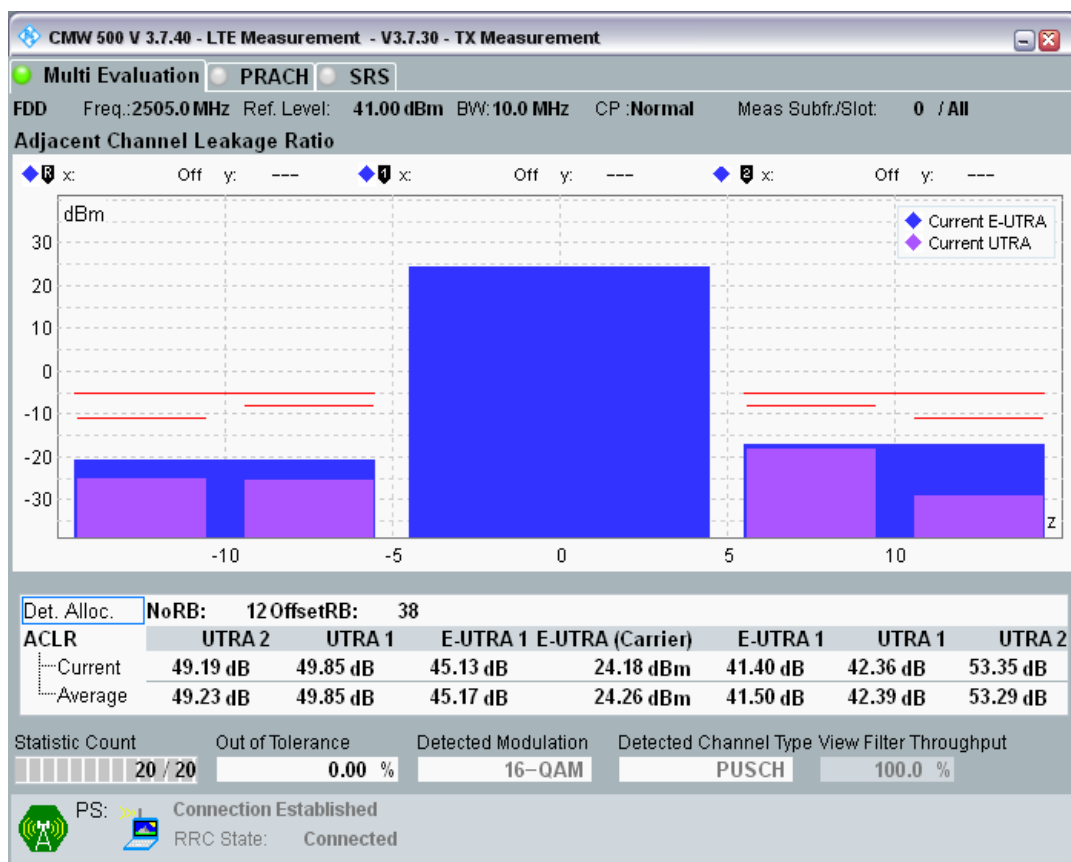 CMW 500 V 3.7.40 - LTE Measurement - V3.7.30 - TX Measurement
Multi Evaluation PRACH SRS
FDD Freq.:2505.0 MHz Ref. Level: 41.00 dBm BW:10.0 MHz CP :Normal Meas Subfr./Slot: 0 / All
Adjacent Channel Leakage Ratio
R x: Off y: --- 1 x: Off y: --- 2 x: Off y: ---
dBm
Current E-UTRA
Current UTRA
30
20
10
0
-10
-20
-30
z
-10 -5 0 5 10
Det. Alloc. NoRB: 12 OffsetRB: 38
ACLR UTRA 2 UTRA 1 E-UTRA 1 E-UTRA (Carrier) E-UTRA 1 UTRA 1 UTRA 2
Current 49.19 dB 49.85 dB 45.13 dB 24.18 dBm 41.40 dB 42.36 dB 53.35 dB
Average 49.23 dB 49.85 dB 45.17 dB 24.26 dBm 41.50 dB 42.39 dB 53.29 dB
Statistic Count Out of Tolerance Detected Modulation Detected Channel Type View Filter Throughput
20 / 20 0.00 % 16-QAM PUSCH 100.0 %
PS: Connection Established
RRC State: Connected